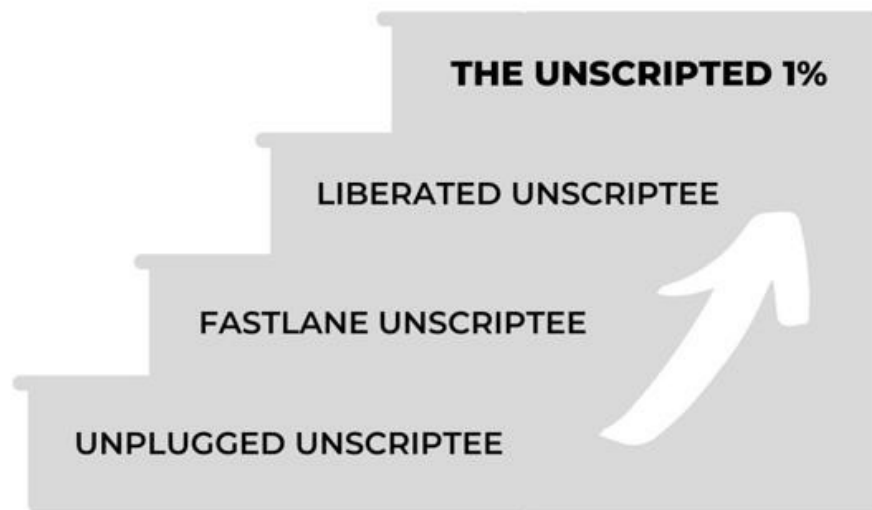 THE UNSCRIPTED 1%
LIBERATED UNSCRIPTEE
FASTLANE UNSCRIPTEE
UNPLUGGED UNSCRIPTEE